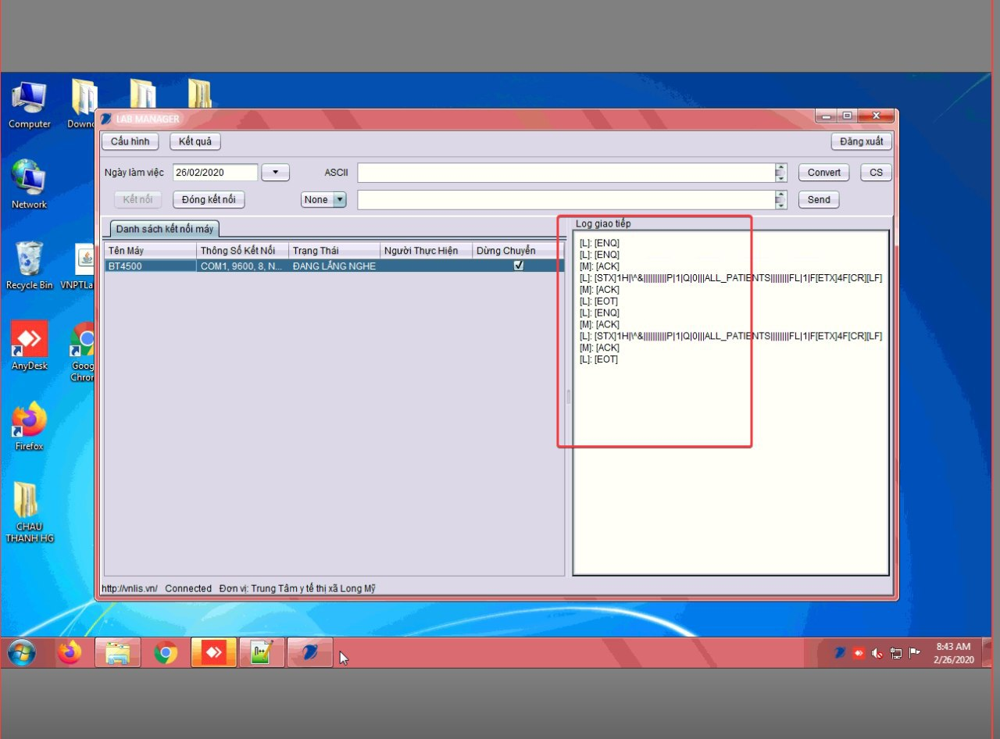 Computer
Downc
LAB MANAGER
Cấu hình
Kết quả
Đăng xuất
Ngày làm việc
26/02/2020
ASCII
Convert
CS
Kết nối
Đóng kết nối
None
Send
Network
Danh sách kết nối máy
Log giao tiếp
Tên Máy
Thông Số Kết Nối
Trạng Thái
Người Thực Hiện
Dừng Chuyển
BT4500
COM1, 9600, 8, N...
ĐANG LẮNG NGHE
[L]: [ENQ]
[L]: [ENQ]
[M]: [ACK]
[L]: [STX]1H|\^&||||||||||P|1|Q|0|||ALL_PATIENTS||||||||FL|1|F[ETX]4F[CR][LF]
[M]: [ACK]
[L]: [EOT]
[L]: [ENQ]
[M]: [ACK]
[L]: [STX]1H|\^&||||||||||P|1|Q|0|||ALL_PATIENTS||||||||FL|1|F[ETX]4F[CR][LF]
[M]: [ACK]
[L]: [EOT]
Recycle Bin
VNPTLa
AnyDesk
Goog
Chron
Firefox
CHAU
THANH HG
http://vnlis.vn/ Connected Đơn vị: Trung Tâm y tế thị xã Long Mỹ
8:43 AM
2/26/2020